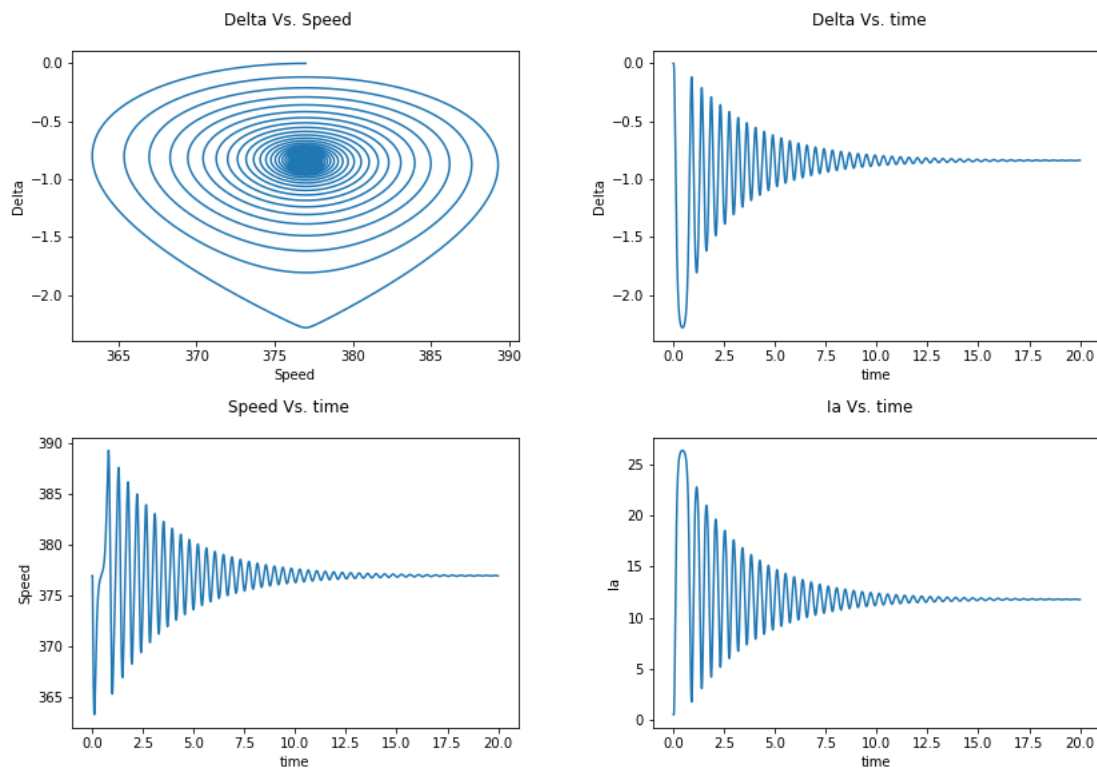 Delta Vs. Speed
0.0
−0.5
−1.0
−1.5
−2.0
Delta
365 370 375 380 385 390
Speed
Delta Vs. time
0.0
−0.5
−1.0
−1.5
−2.0
Delta
0.0 2.5 5.0 7.5 10.0 12.5 15.0 17.5 20.0
time
Speed Vs. time
390
385
380
375
370
365
Speed
0.0 2.5 5.0 7.5 10.0 12.5 15.0 17.5 20.0
time
Ia Vs. time
25
20
15
10
5
0
Ia
0.0 2.5 5.0 7.5 10.0 12.5 15.0 17.5 20.0
time